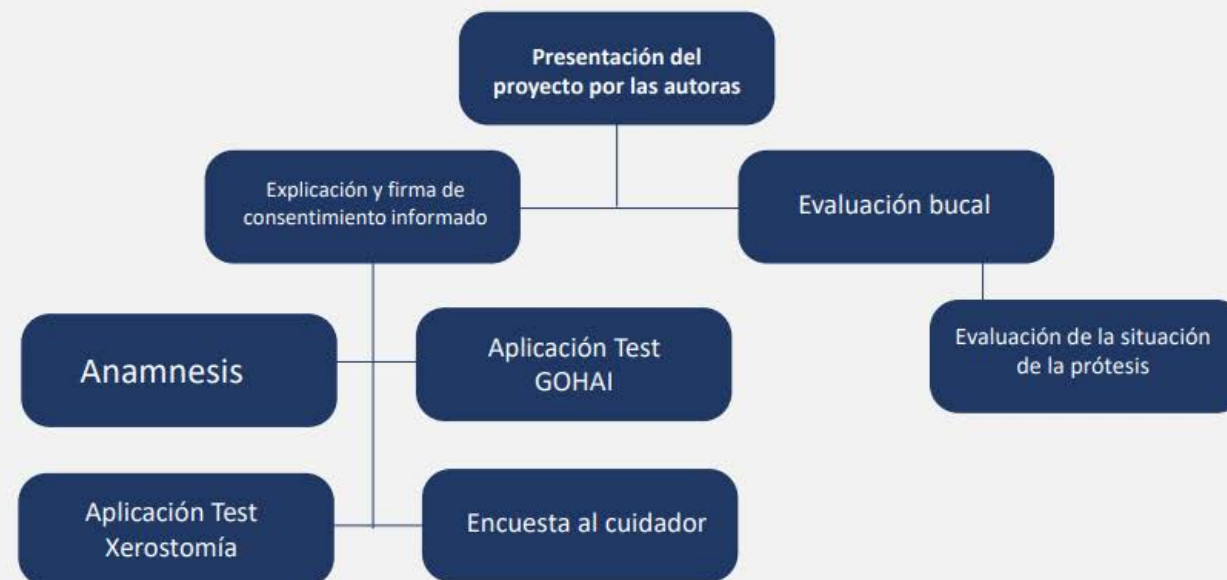 Presentación del
proyecto por las autoras
Explicación y firma de
consentimiento informado
Evaluación bucal
Anamnesis
Aplicación Test
GOHAI
Evaluación de la situación
de la prótesis
Aplicación Test
Xerostomía
Encuesta al cuidador